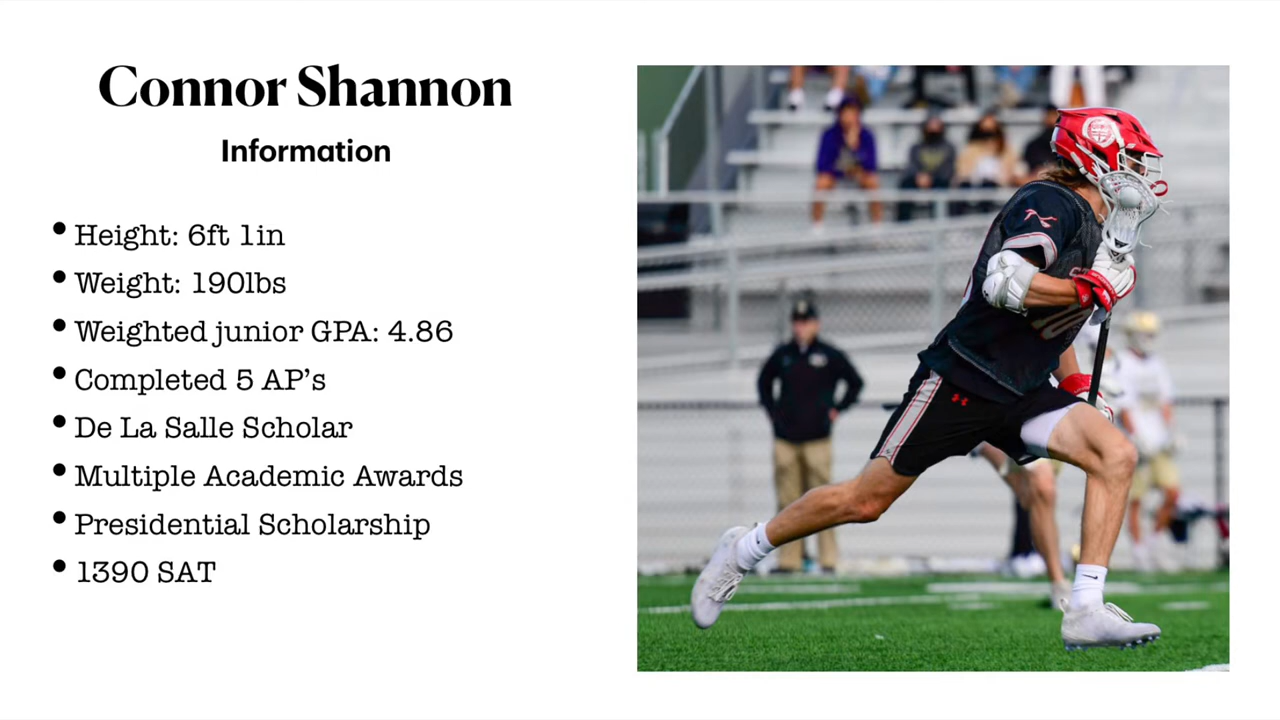 Connor Shannon
Information
• Height: 6ft 1in
• Weight: 190lbs
• Weighted junior GPA: 4.86
• Completed 5 AP’s
• De La Salle Scholar
• Multiple Academic Awards
• Presidential Scholarship
• 1390 SAT